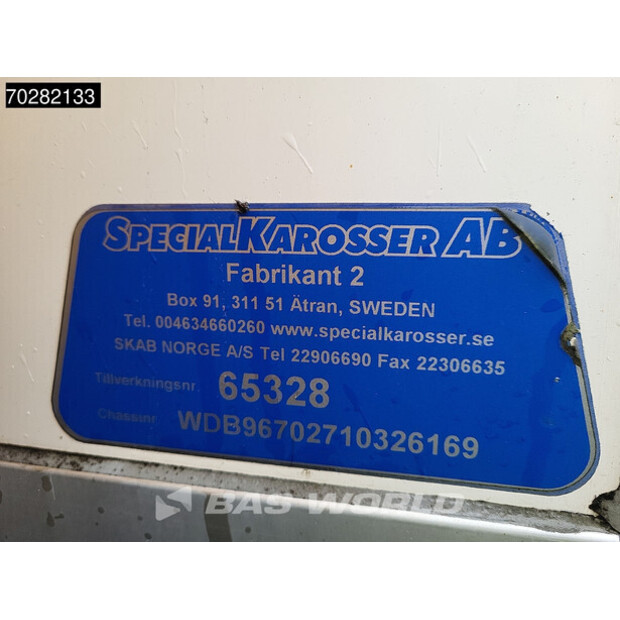 70282133
SPECIALKAROSSER AB
Fabrikant 2
Box 91, 311 51 Ätran, SWEDEN
Tel. 004634660260 www.specialkarosser.se
SKAB NORGE A/S Tel 22906690 Fax 22306635
Tillverkningsnr. 65328
Chassinr WDB96702710326169
BAS WORLD